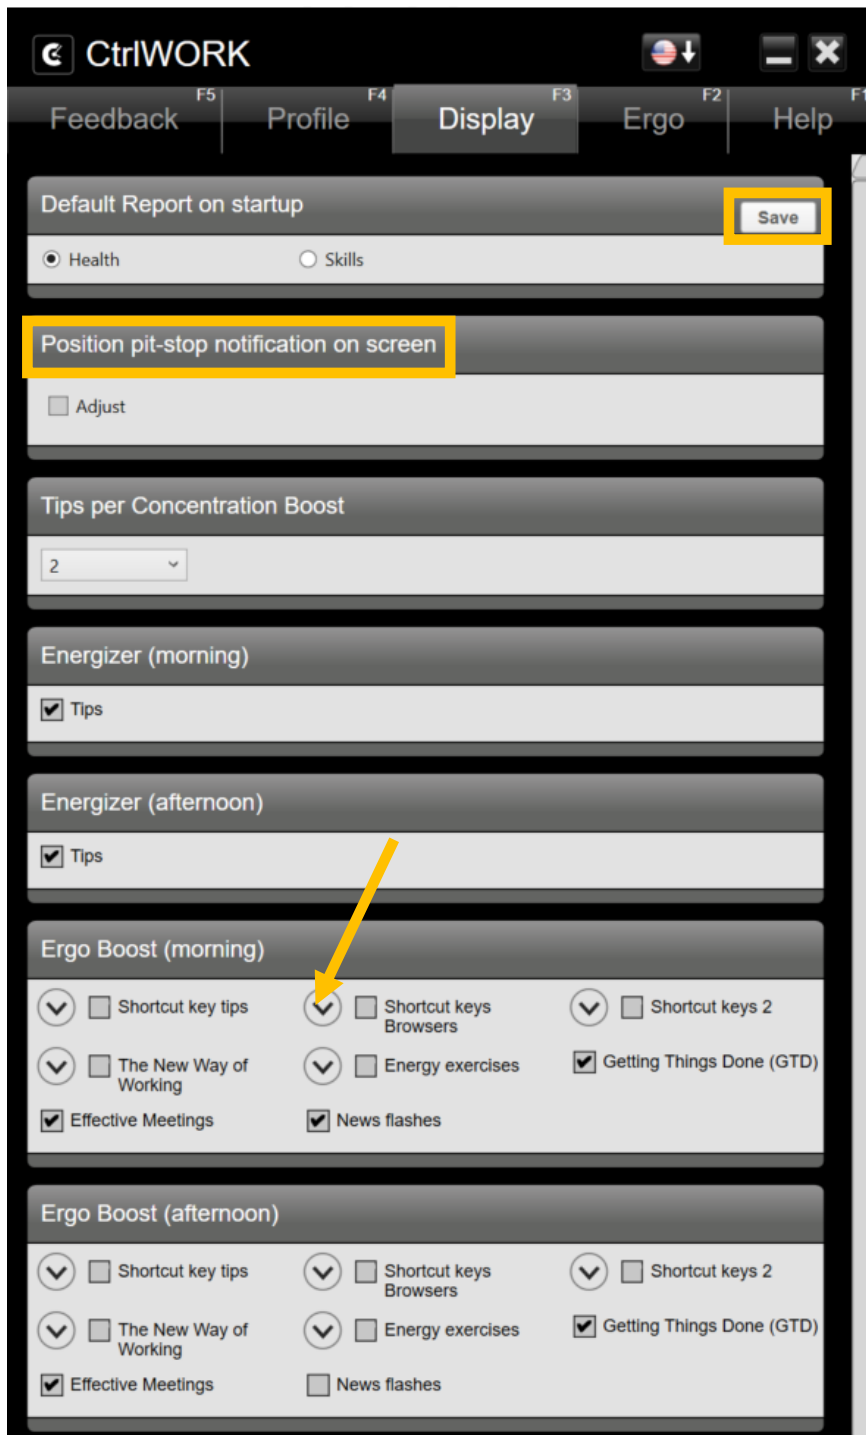 CtrlWORK
Feedback F5 Profile F4 Display F3 Ergo F2 Help F1
Default Report on startup
Save
Health Skills
Position pit-stop notification on screen
Adjust
Tips per Concentration Boost
2
Energizer (morning)
Tips
Energizer (afternoon)
Tips
Ergo Boost (morning)
Shortcut key tips Shortcut keys Shortcut keys 2
Browsers
The New Way of Energy exercises Getting Things Done (GTD)
Working
Effective Meetings News flashes
Ergo Boost (afternoon)
Shortcut key tips Shortcut keys Shortcut keys 2
Browsers
The New Way of Energy exercises Getting Things Done (GTD)
Working
Effective Meetings News flashes